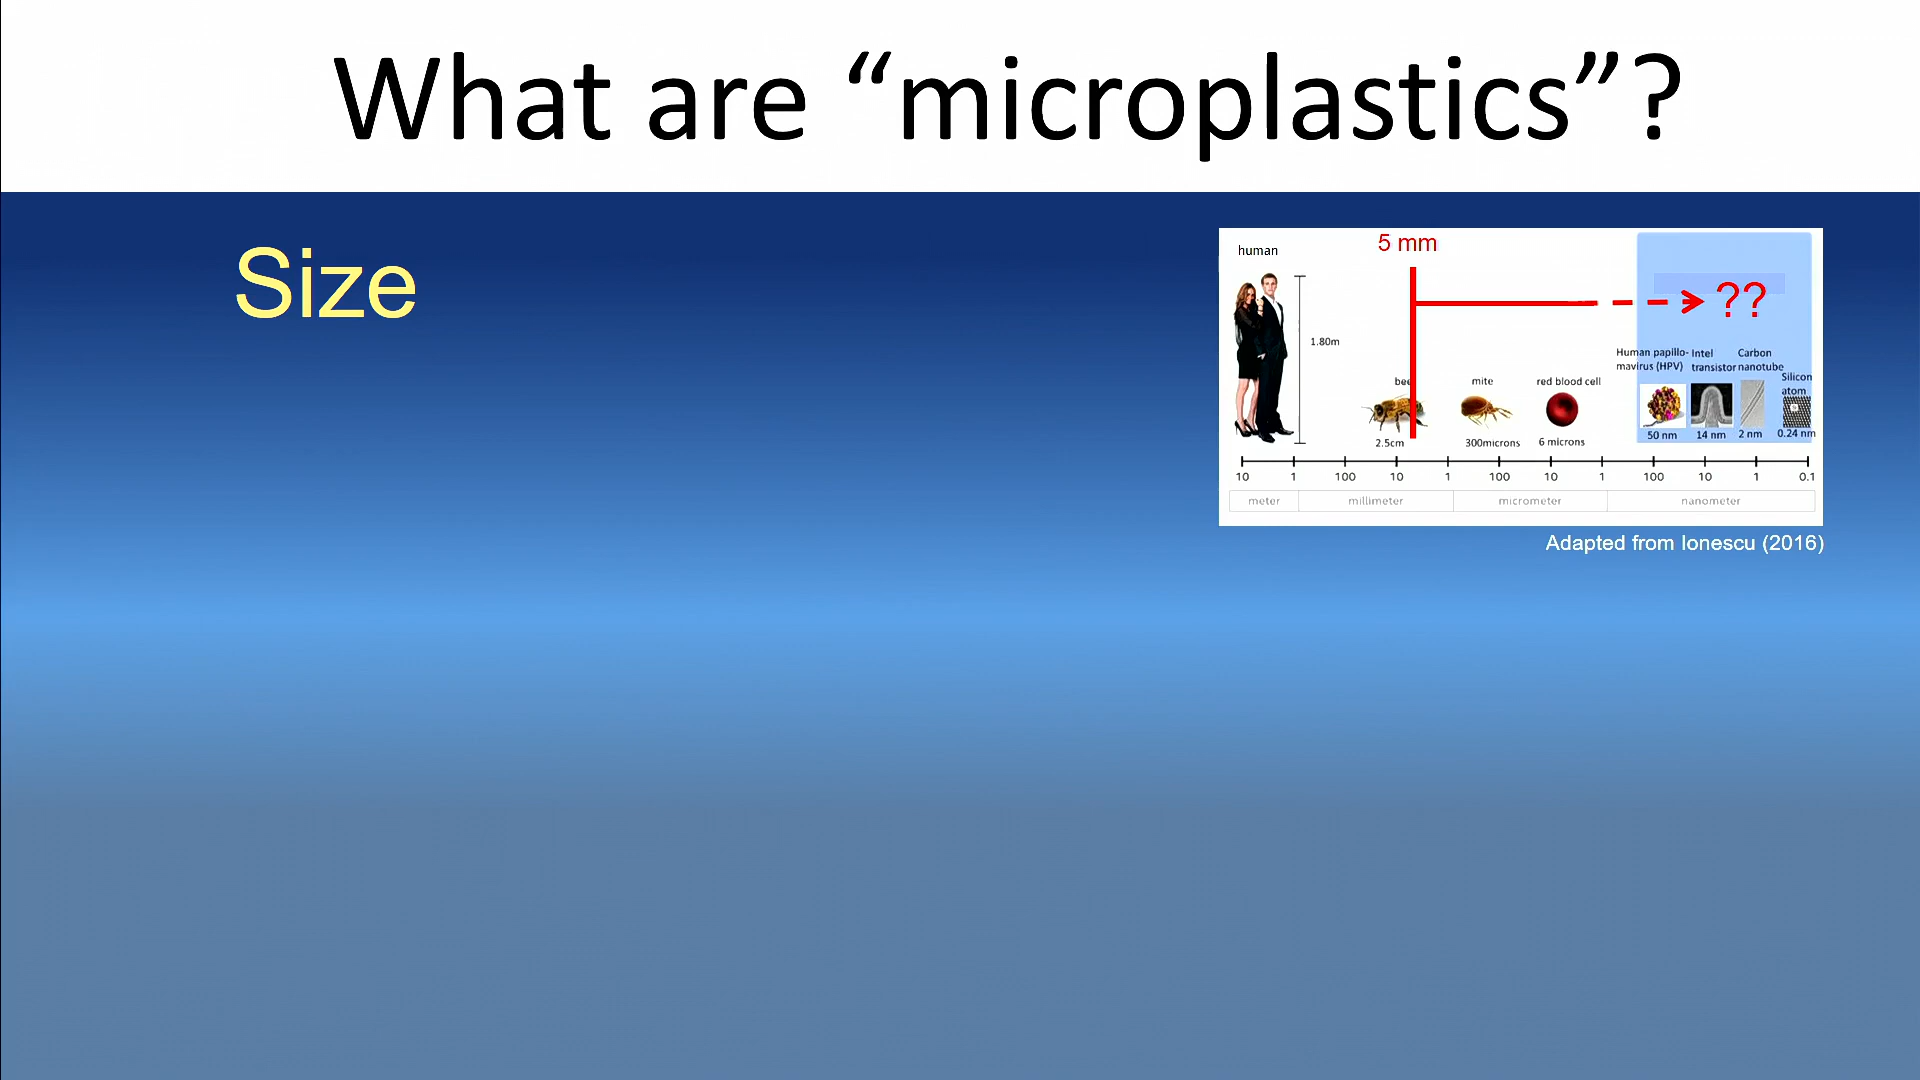 What are “microplastics”?
Size
human
5 mm
??
1.80m
Human papillo- Intel Carbon
mavirus (HPV) transistor nanotube
bee mite red blood cell Silicon
atom
2.5cm 300microns 6 microns 50 nm 14 nm 2 nm 0.24 nm
10 1 100 10 1 100 10 1 100 10 1 0.1
meter millimeter micrometer nanometer
Adapted from Ionescu (2016)